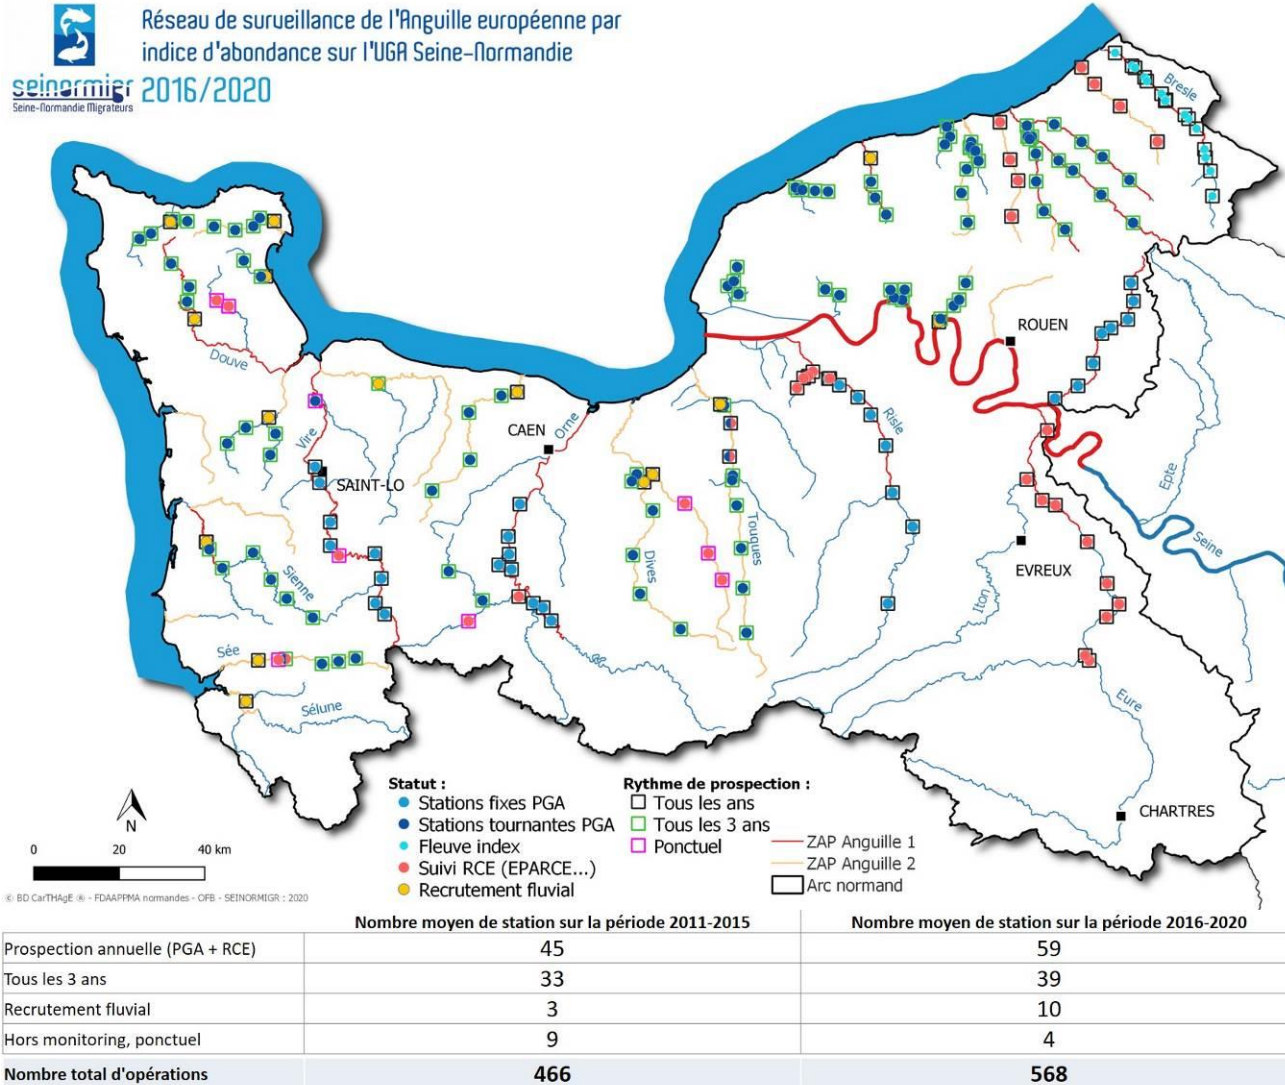 Réseau de surveillance de l'Anguille européenne par
indice d'abondance sur l'UGA Seine-Normandie
2016/2020
seinormigr
Seine-Normandie Migrateurs
Bresle
Douve
ROUEN
Vire
SAINT-LO
CAEN
Orne
Risle
Epte
Seine
Sienne
Dives
Touques
EVREUX
Iton
Sée
Sélune
Eure
CHARTRES
N
0 20 40 km
© BD CarTHAgE ® - FDAAPPMA normandes - OFB - SEINORMIGR : 2020
Statut :
Stations fixes PGA
Stations tournantes PGA
Fleuve index
Suivi RCE (EPARCE...)
Recrutement fluvial
Rythme de prospection :
Tous les ans
Tous les 3 ans
Ponctuel
ZAP Anguille 1
ZAP Anguille 2
Arc normand
Nombre moyen de station sur la période 2011-2015 Nombre moyen de station sur la période 2016-2020
Prospection annuelle (PGA + RCE) 45 59
Tous les 3 ans 33 39
Recrutement fluvial 3 10
Hors monitoring, ponctuel 9 4
Nombre total d'opérations 466 568